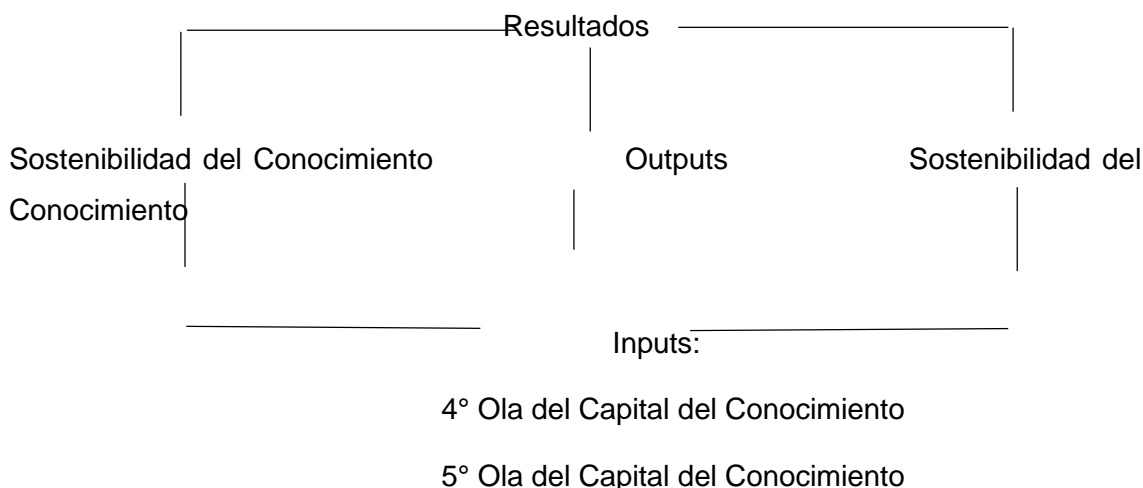 Resultados
Sostenibilidad del Conocimiento Outputs Sostenibilidad del
Conocimiento
Inputs:
4° Ola del Capital del Conocimiento
5° Ola del Capital del Conocimiento